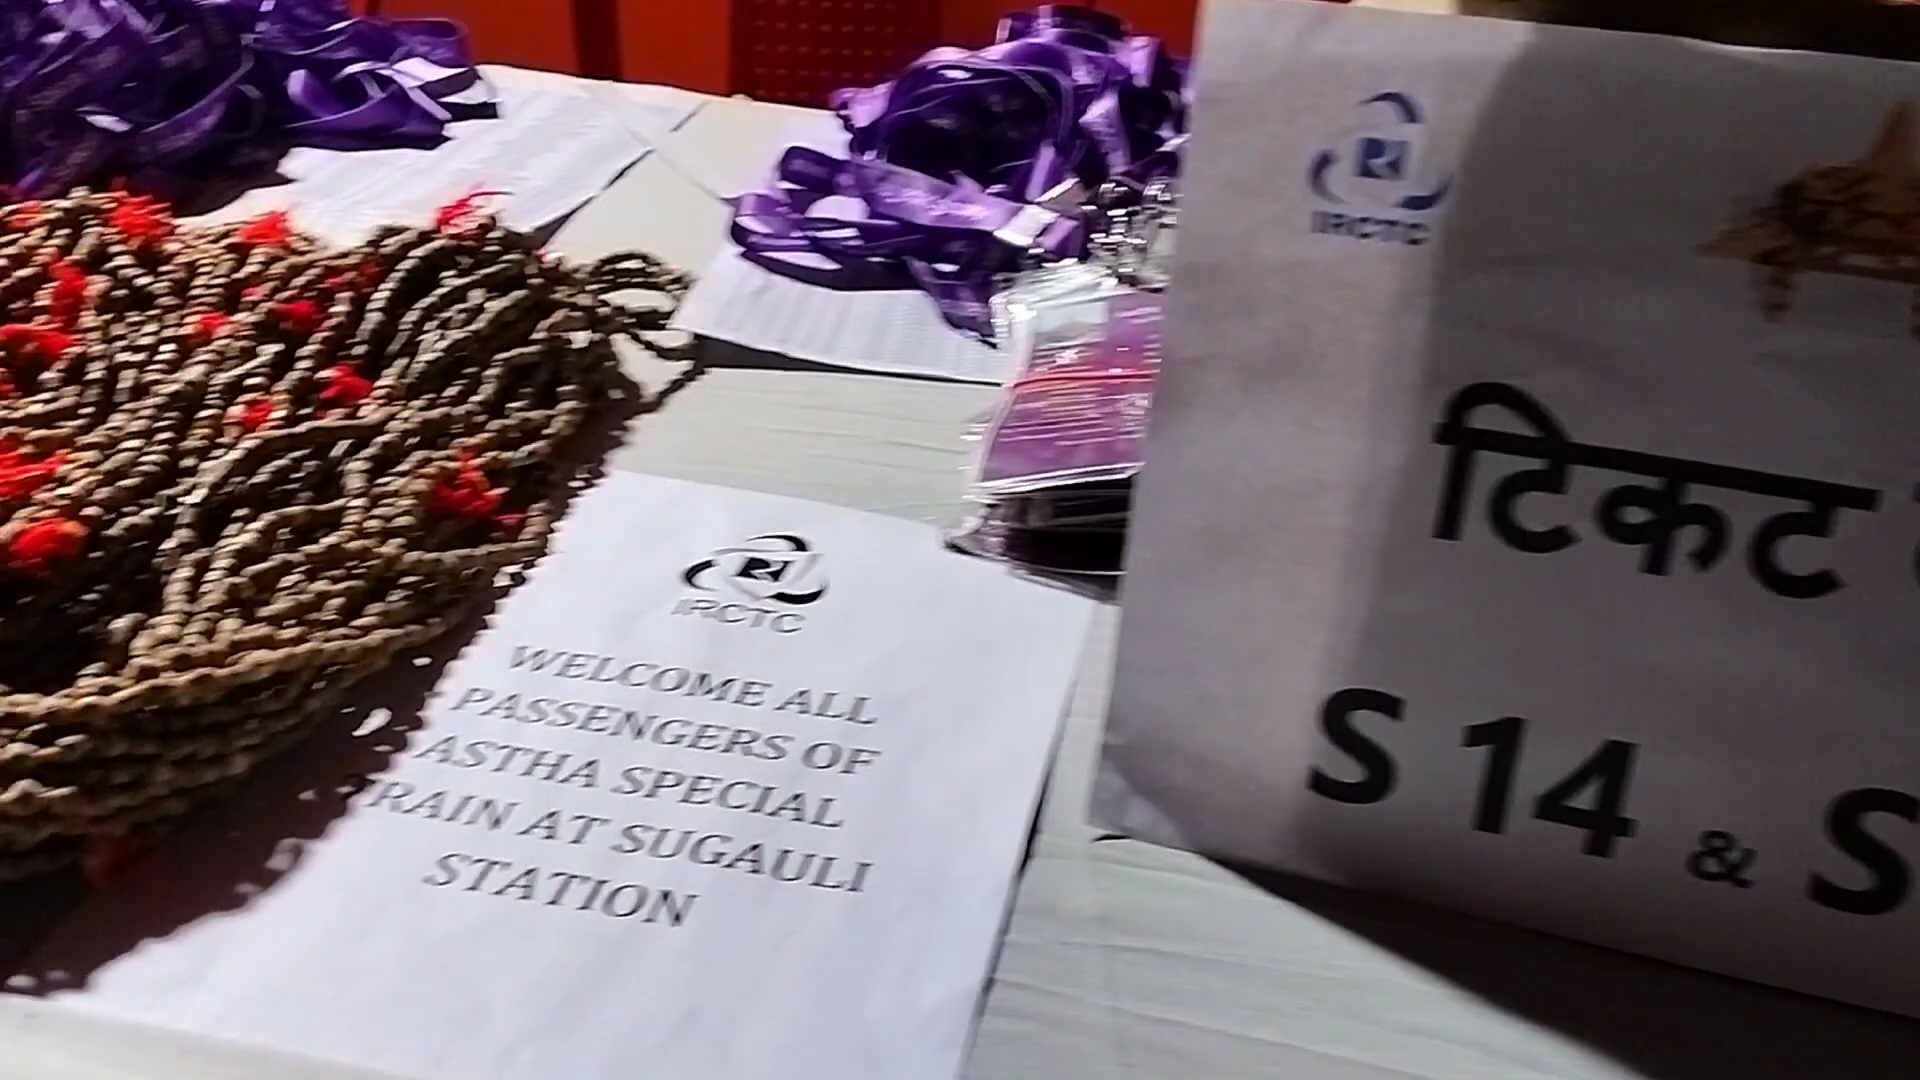 IRCTC
WELCOME ALL
PASSENGERS OF
ASTHA SPECIAL
RAIN AT SUGAULI
STATION
IRCTC
टिकट
S 14 & S